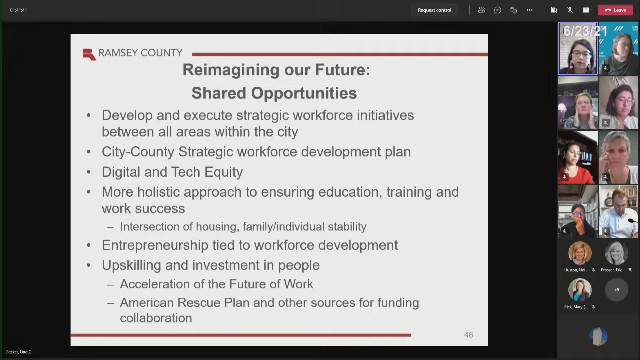 Request control
Leave
6/23/21
RAMSEY COUNTY
Reimagining our Future:
Shared Opportunities
• Develop and execute strategic workforce initiatives
between all areas within the city
• City-County Strategic workforce development plan
• Digital and Tech Equity
• More holistic approach to ensuring education, training and
work success
– Intersection of housing, family/individual stability
• Entrepreneurship tied to workforce development
• Upskilling and investment in people
– Acceleration of the Future of Work
– American Rescue Plan and other sources for funding
collaboration
46